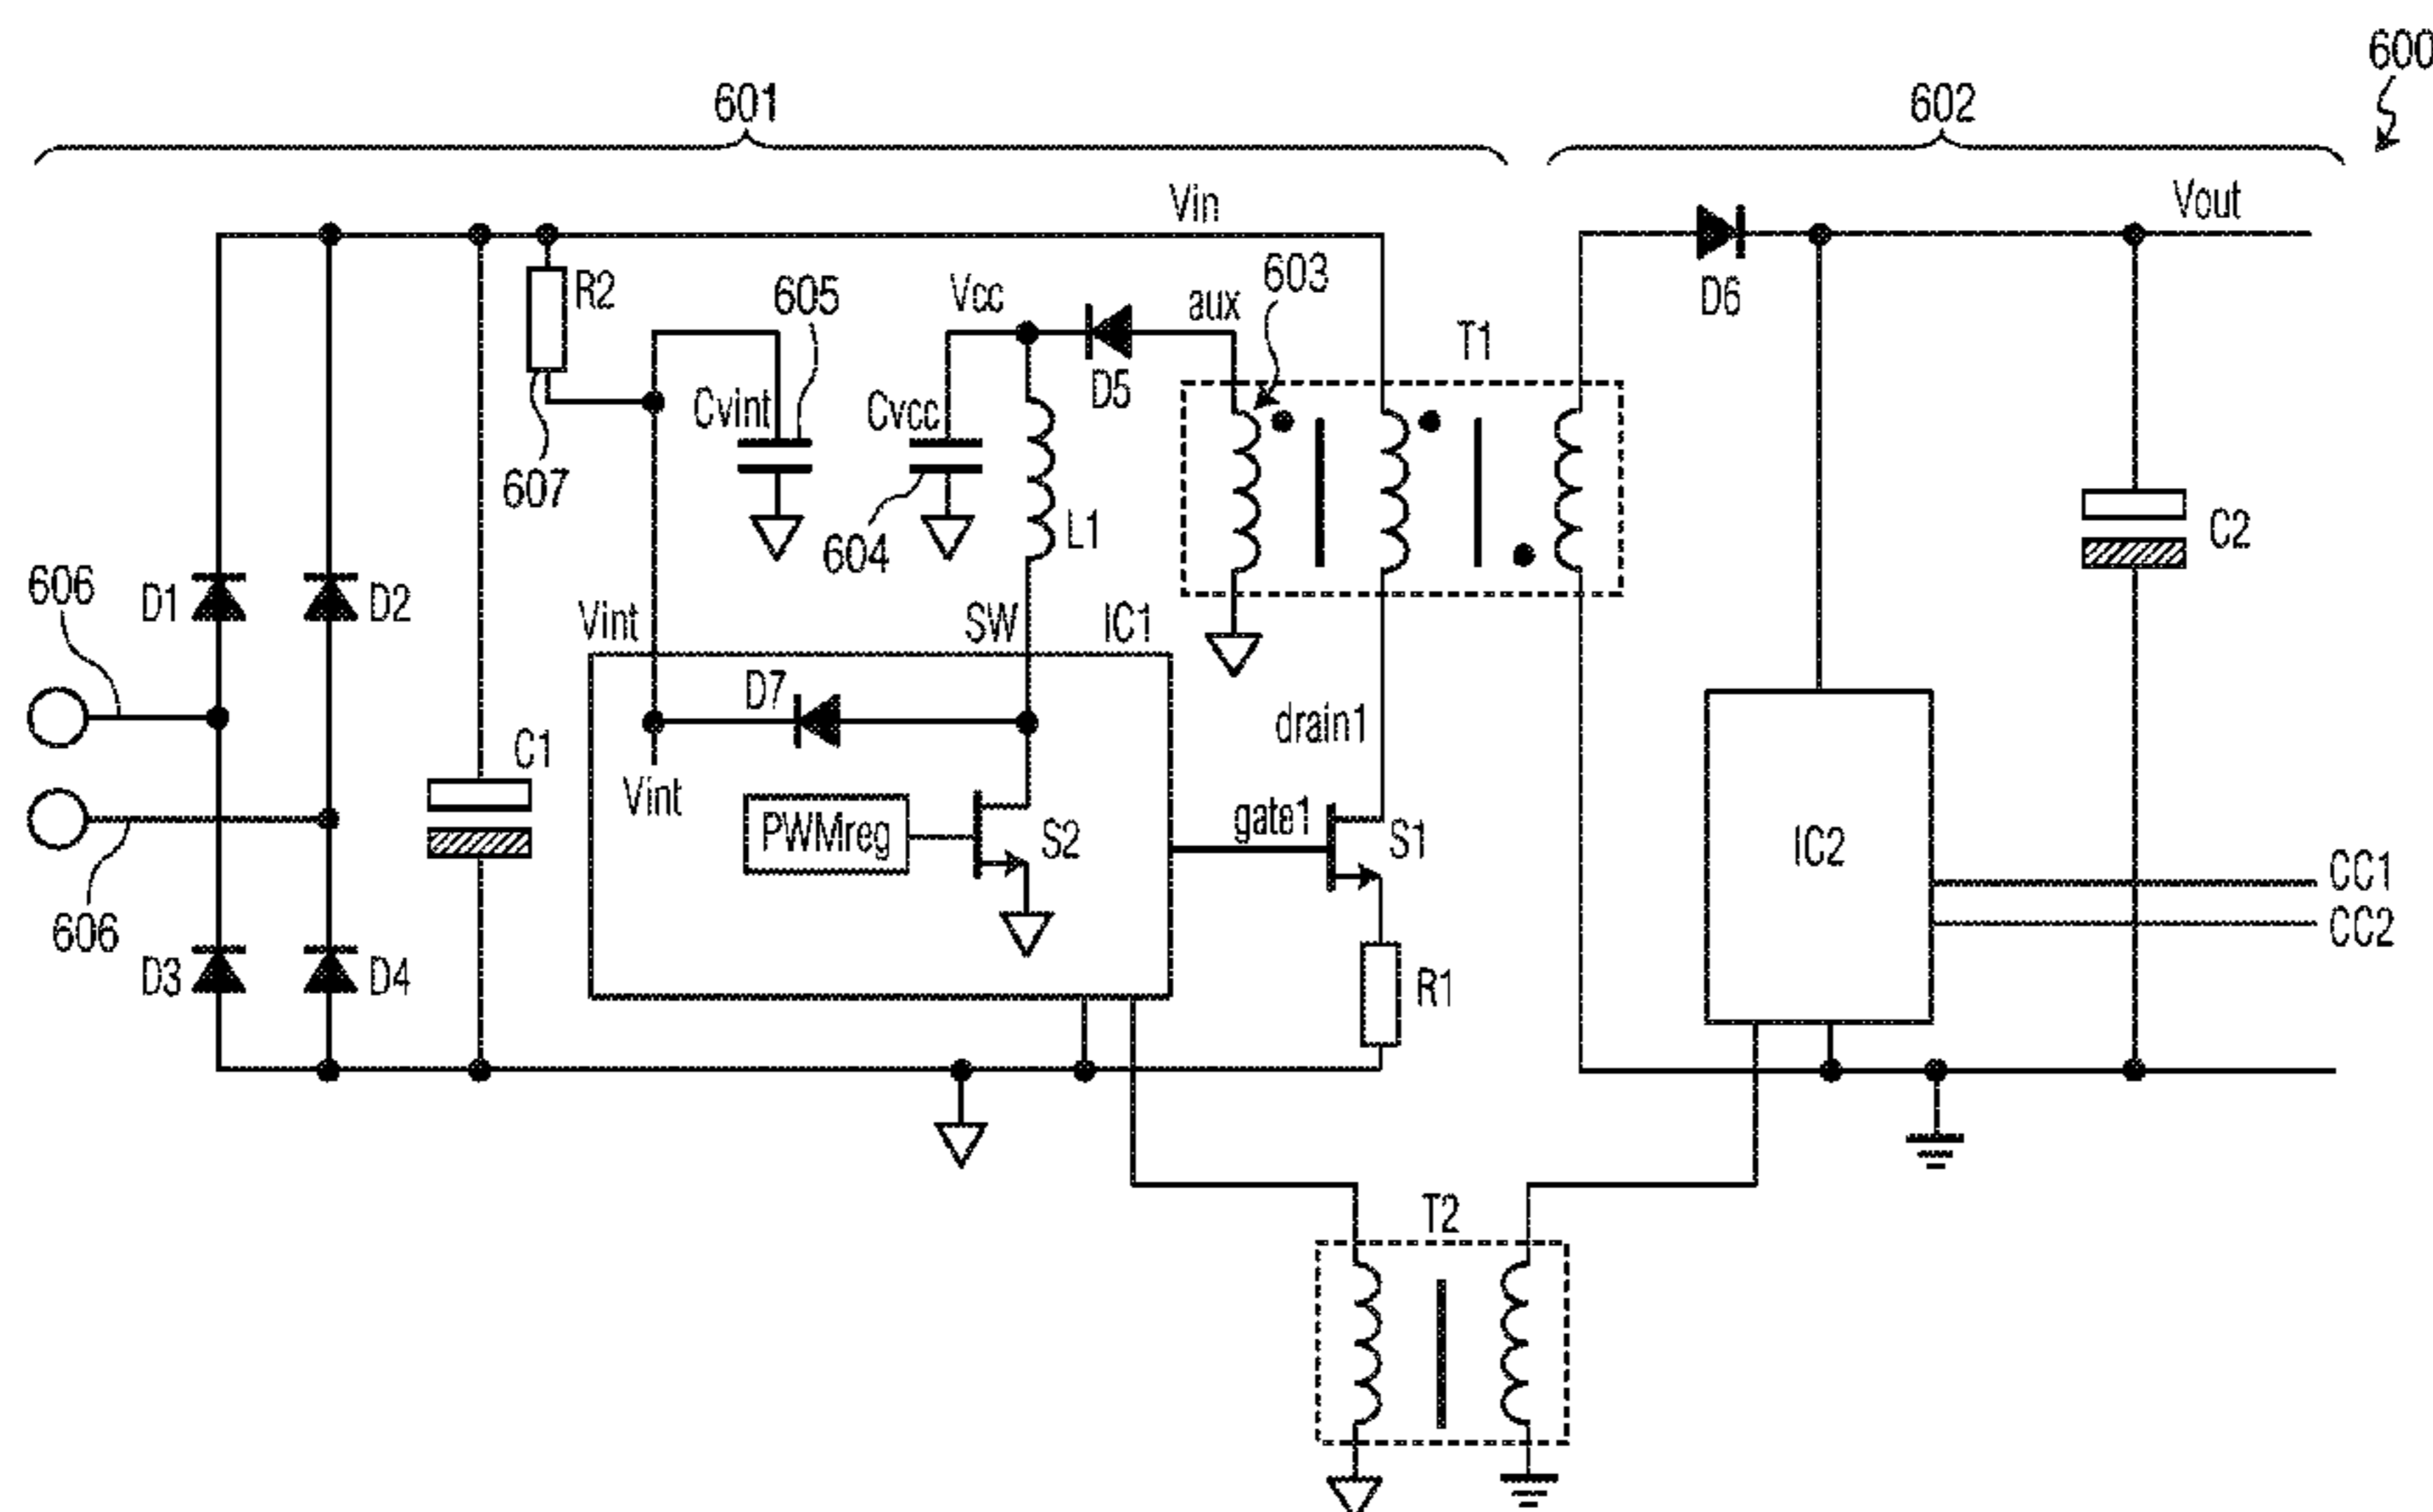 600
601
602
Vin
Vout
R2
605
Vcc
aux
603
T1
D6
D5
Cvint
Cvcc
607
604
L1
C2
606
D1
D2
Vint
SW
IC1
D7
drain1
C1
Vint
PWMreg
S2
gate1
S1
IC2
CC1
CC2
606
D3
D4
R1
T2